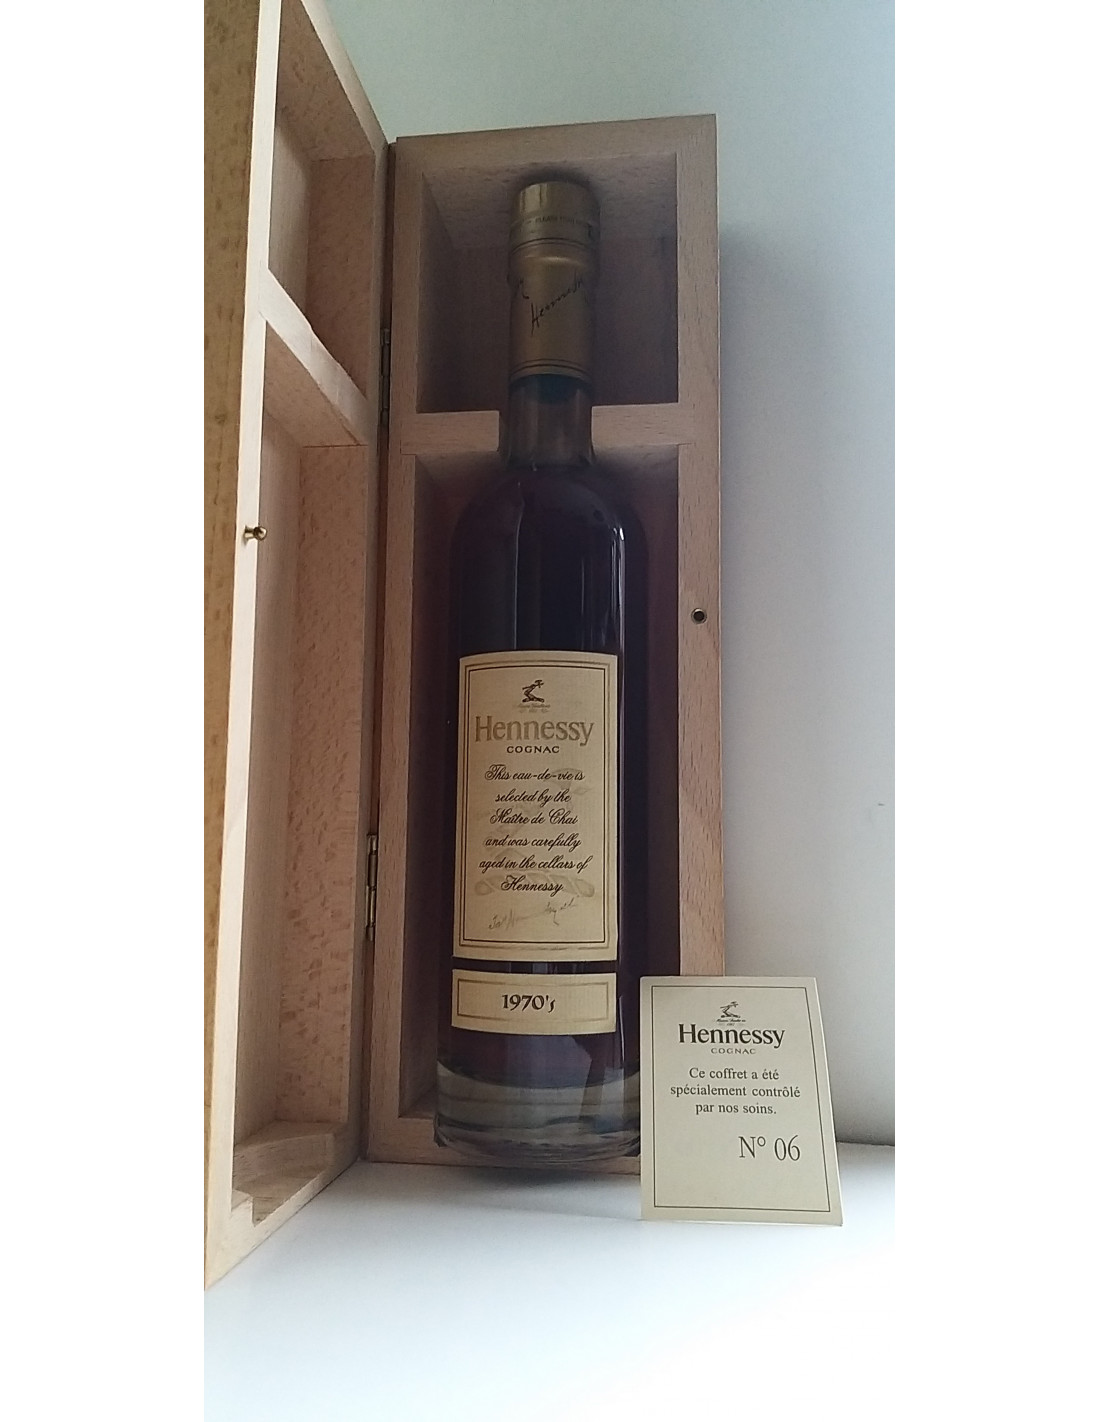 Hennessy
Hennessy
COGNAC
This eau-de-vie is
selected by the
Maître de Chai
and was carefully
aged in the cellars of
Hennessy
1970's
Hennessy
COGNAC
Ce coffret a été
spécialement contrôlé
par nos soins.
N° 06